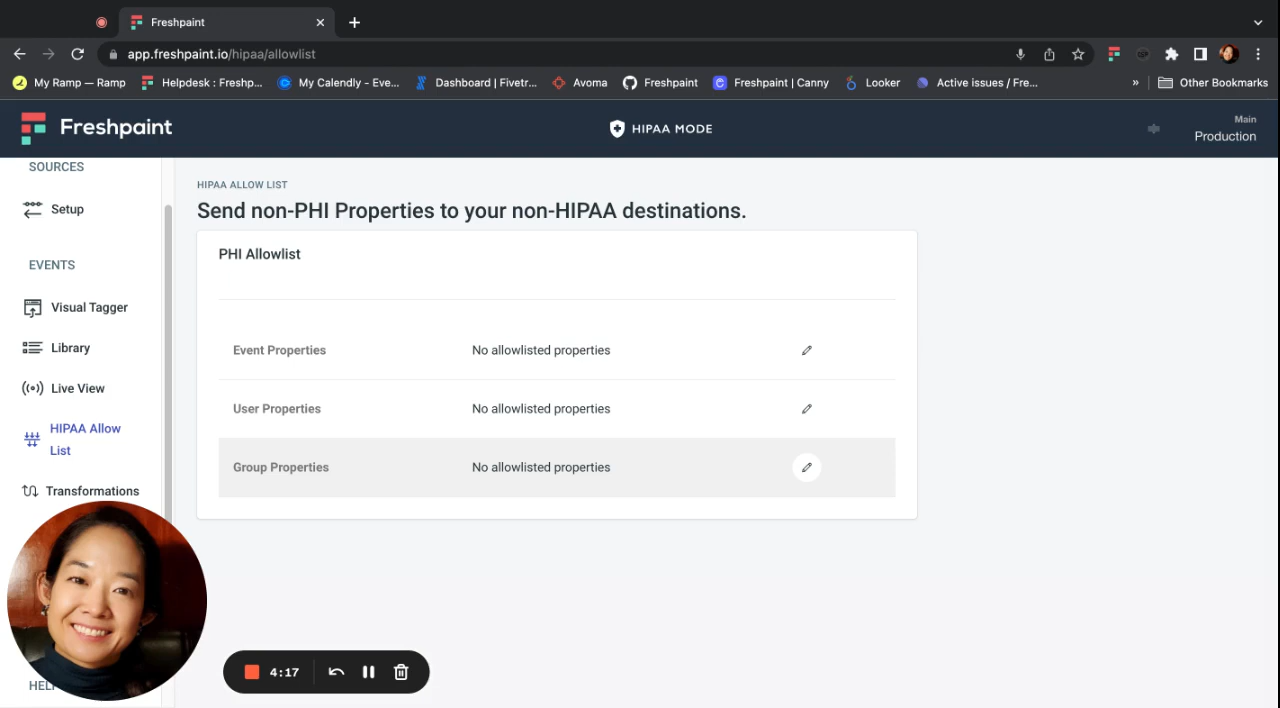 Freshpaint
app.freshpaint.io/hipaa/allowlist
My Ramp — Ramp
Helpdesk : Freshp...
My Calendly - Eve...
Dashboard | Fivetr...
Avoma
Freshpaint
Freshpaint | Canny
Looker
Active issues / Fre...
»
Other Bookmarks
Freshpaint
HIPAA MODE
Main
Production
SOURCES
Setup
EVENTS
Visual Tagger
Library
Live View
HIPAA Allow
List
Transformations
HELP
HIPAA ALLOW LIST
Send non-PHI Properties to your non-HIPAA destinations.
PHI Allowlist
Event Properties No allowlisted properties
User Properties No allowlisted properties
Group Properties No allowlisted properties
4:17